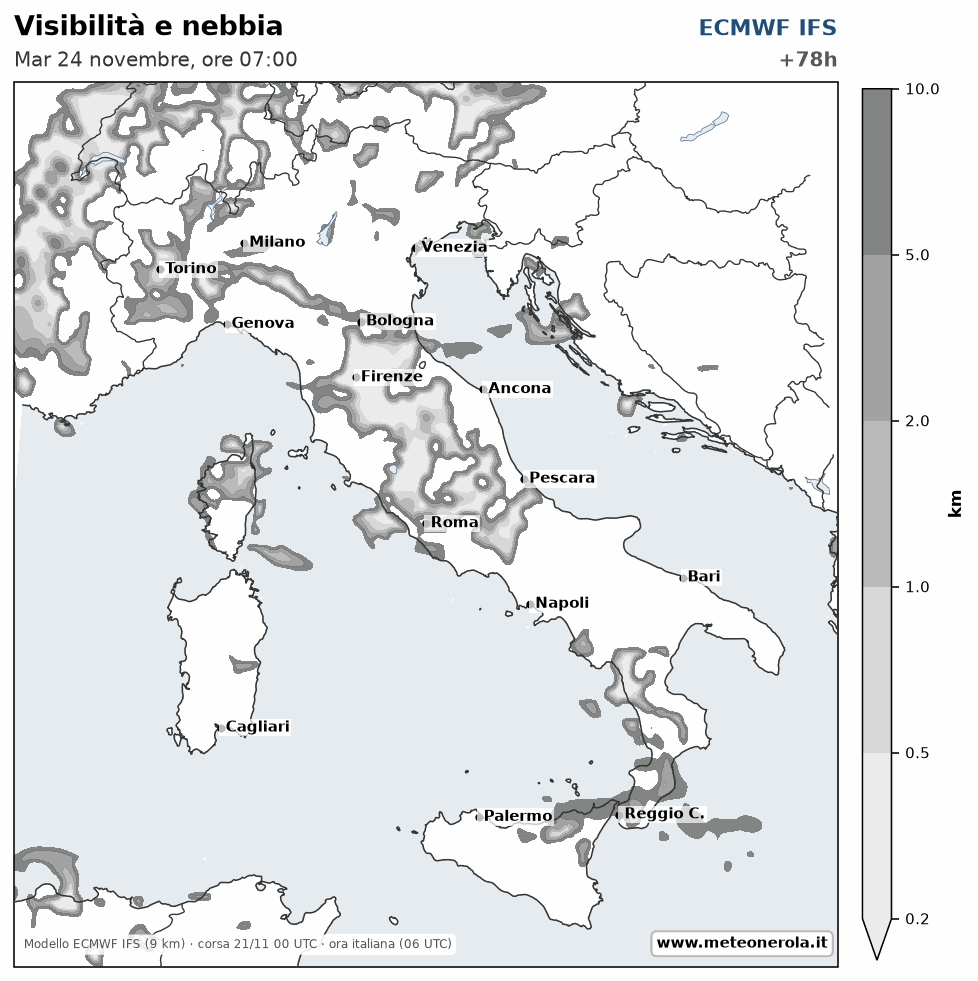 Visibilità e nebbia
ECMWF IFS
Mar 24 novembre, ore 07:00
+78h
10.0
5.0
2.0
1.0
0.5
0.2
km
Milano
Venezia
Torino
Genova
Bologna
Firenze
Ancona
Pescara
Roma
Bari
Napoli
Cagliari
Palermo
Reggio C.
Modello ECMWF IFS (9 km) · corsa 21/11 00 UTC · ora italiana (06 UTC)
www.meteonerola.it